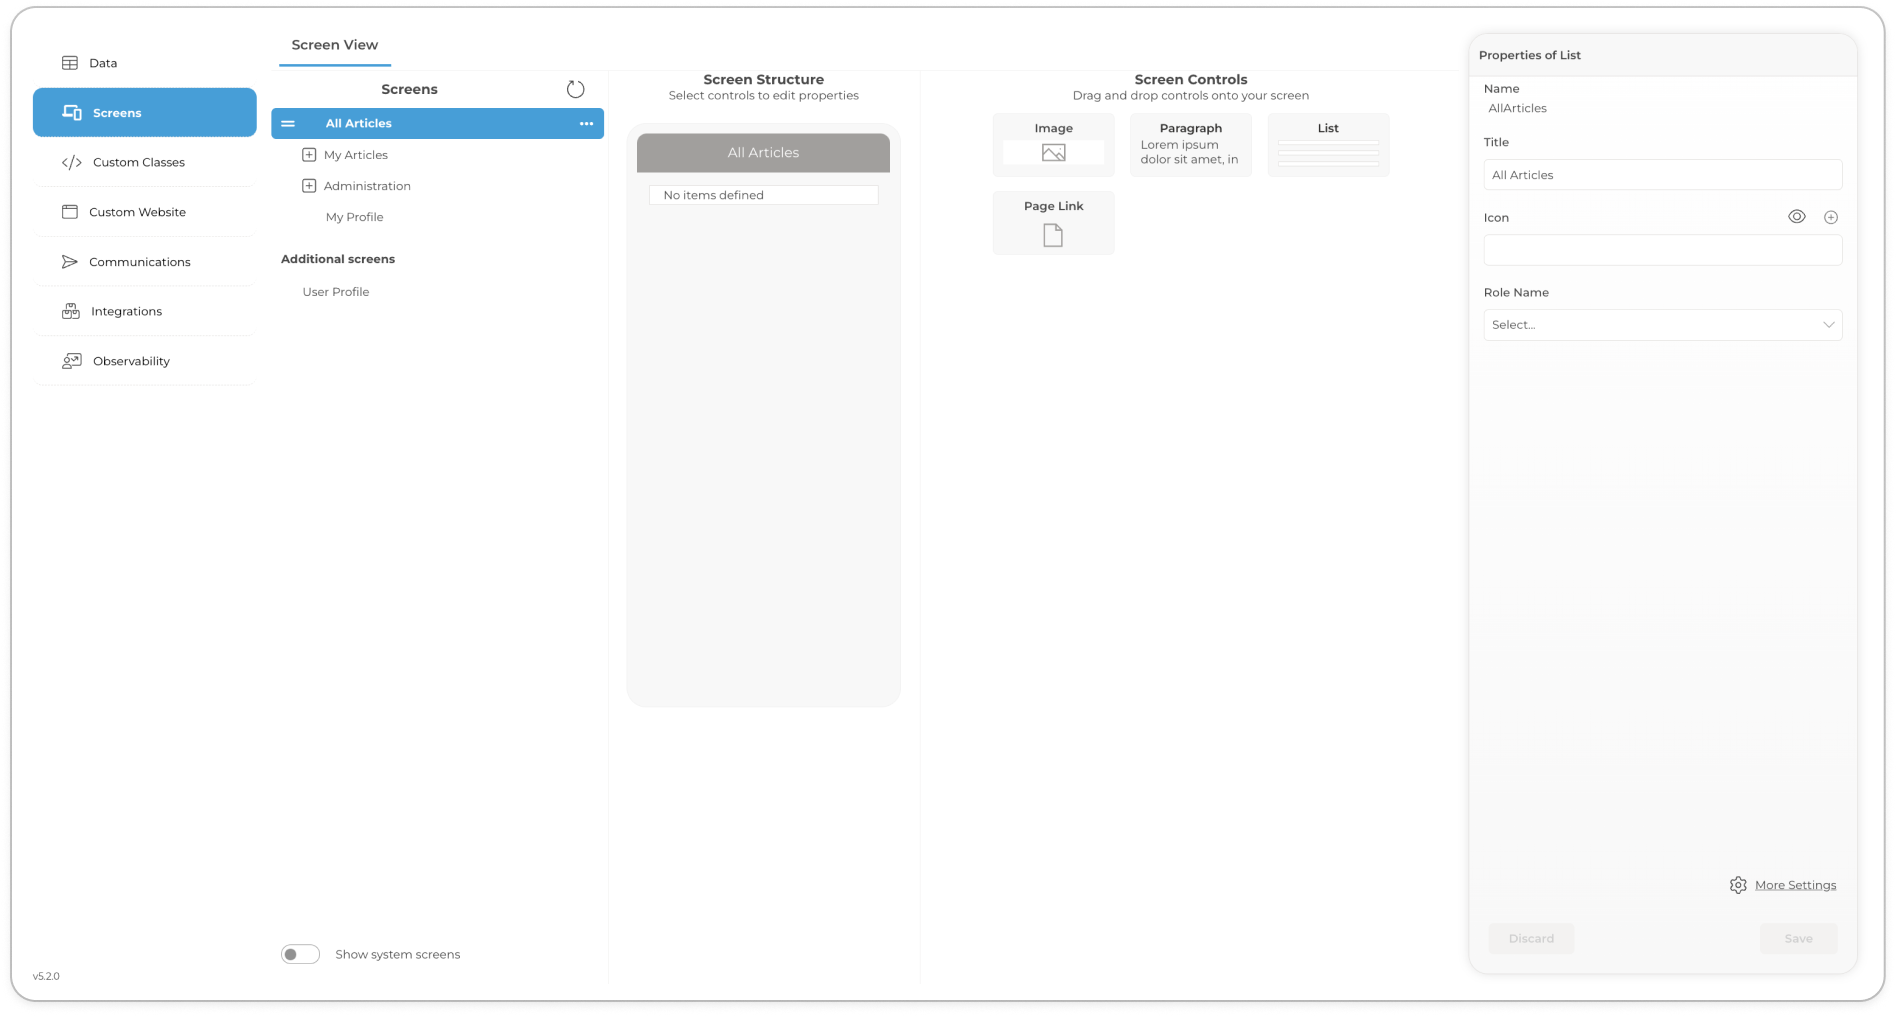 Data
Screens
Custom Classes
Custom Website
Communications
Integrations
Observability
v5.2.0
Screen View
Screens
All Articles
My Articles
Administration
My Profile
Additional screens
User Profile
Show system screens
Screen Structure
Select controls to edit properties
All Articles
No items defined
Screen Controls
Drag and drop controls onto your screen
Image
Paragraph
Lorem ipsum
dolor sit amet, in
List
Page Link
Properties of List
Name
AllArticles
Title
All Articles
Icon
Role Name
Select...
More Settings
Discard
Save